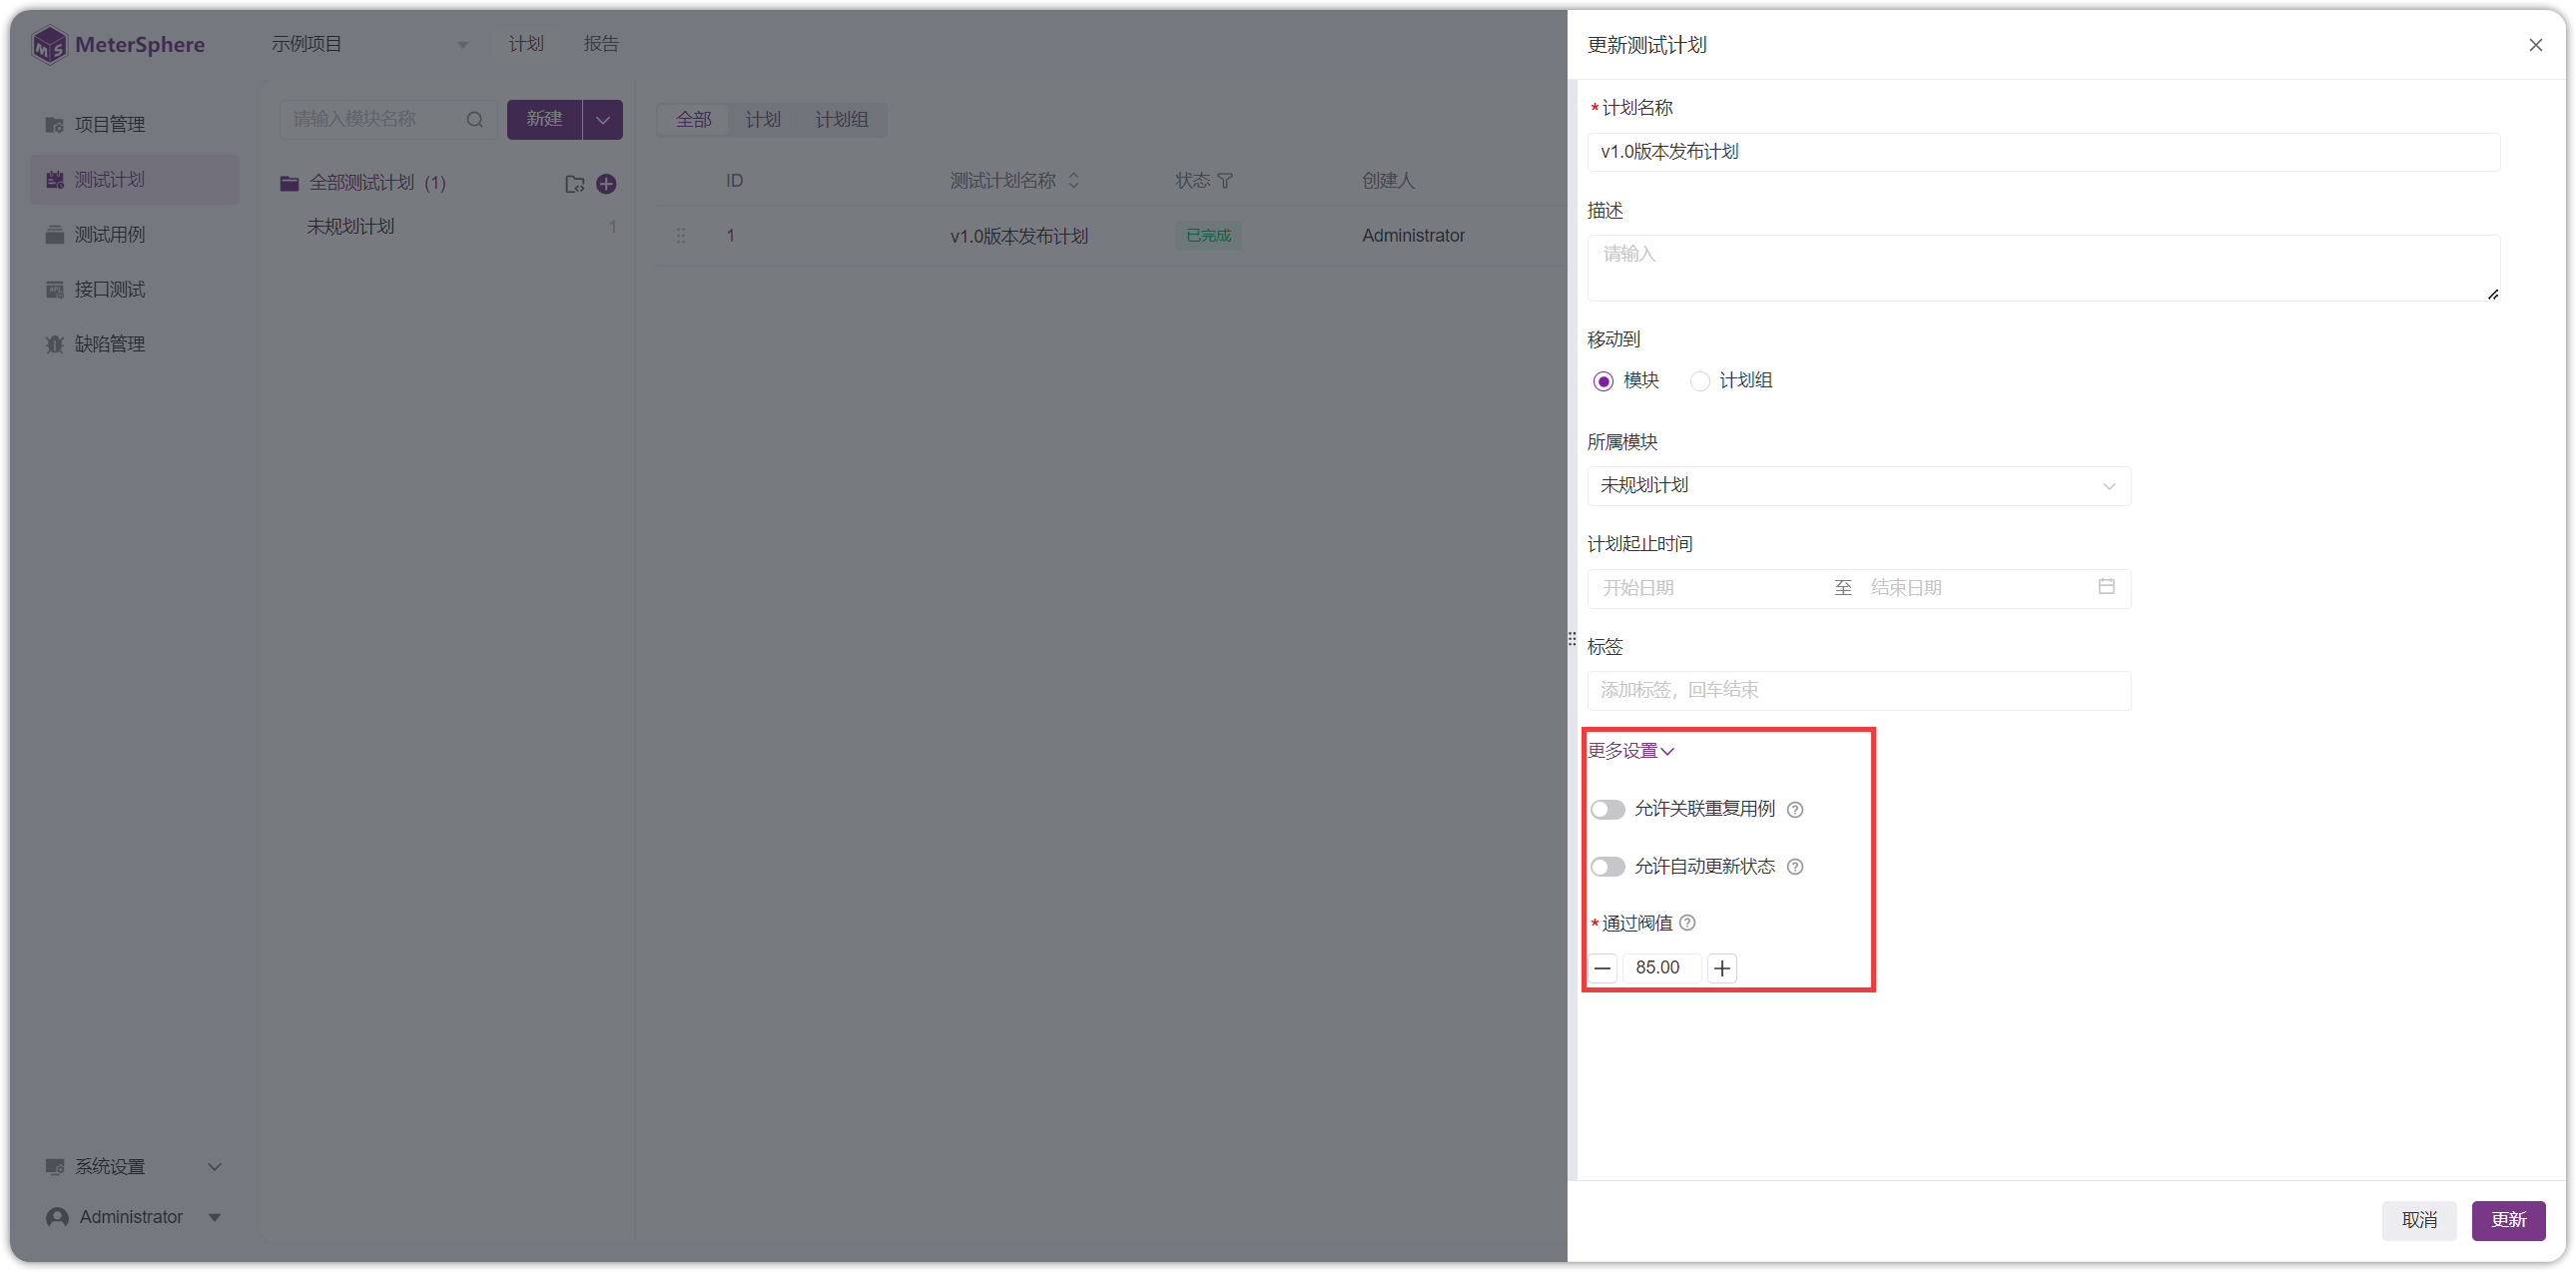 MeterSphere
示例项目
计划
报告
项目管理
测试计划
测试用例
接口测试
缺陷管理
系统设置
Administrator
请输入模块名称
新建
全部测试计划 (1)
未规划计划 1
全部 计划 计划组
ID 测试计划名称 状态 创建人
1 v1.0版本发布计划 已完成 Administrator
更新测试计划
* 计划名称
v1.0版本发布计划
描述
请输入
移动到
模块 计划组
所属模块
未规划计划
计划起止时间
开始日期 至 结束日期
标签
添加标签，回车结束
更多设置
允许关联重复用例
允许自动更新状态
* 通过阀值
85.00
取消 更新